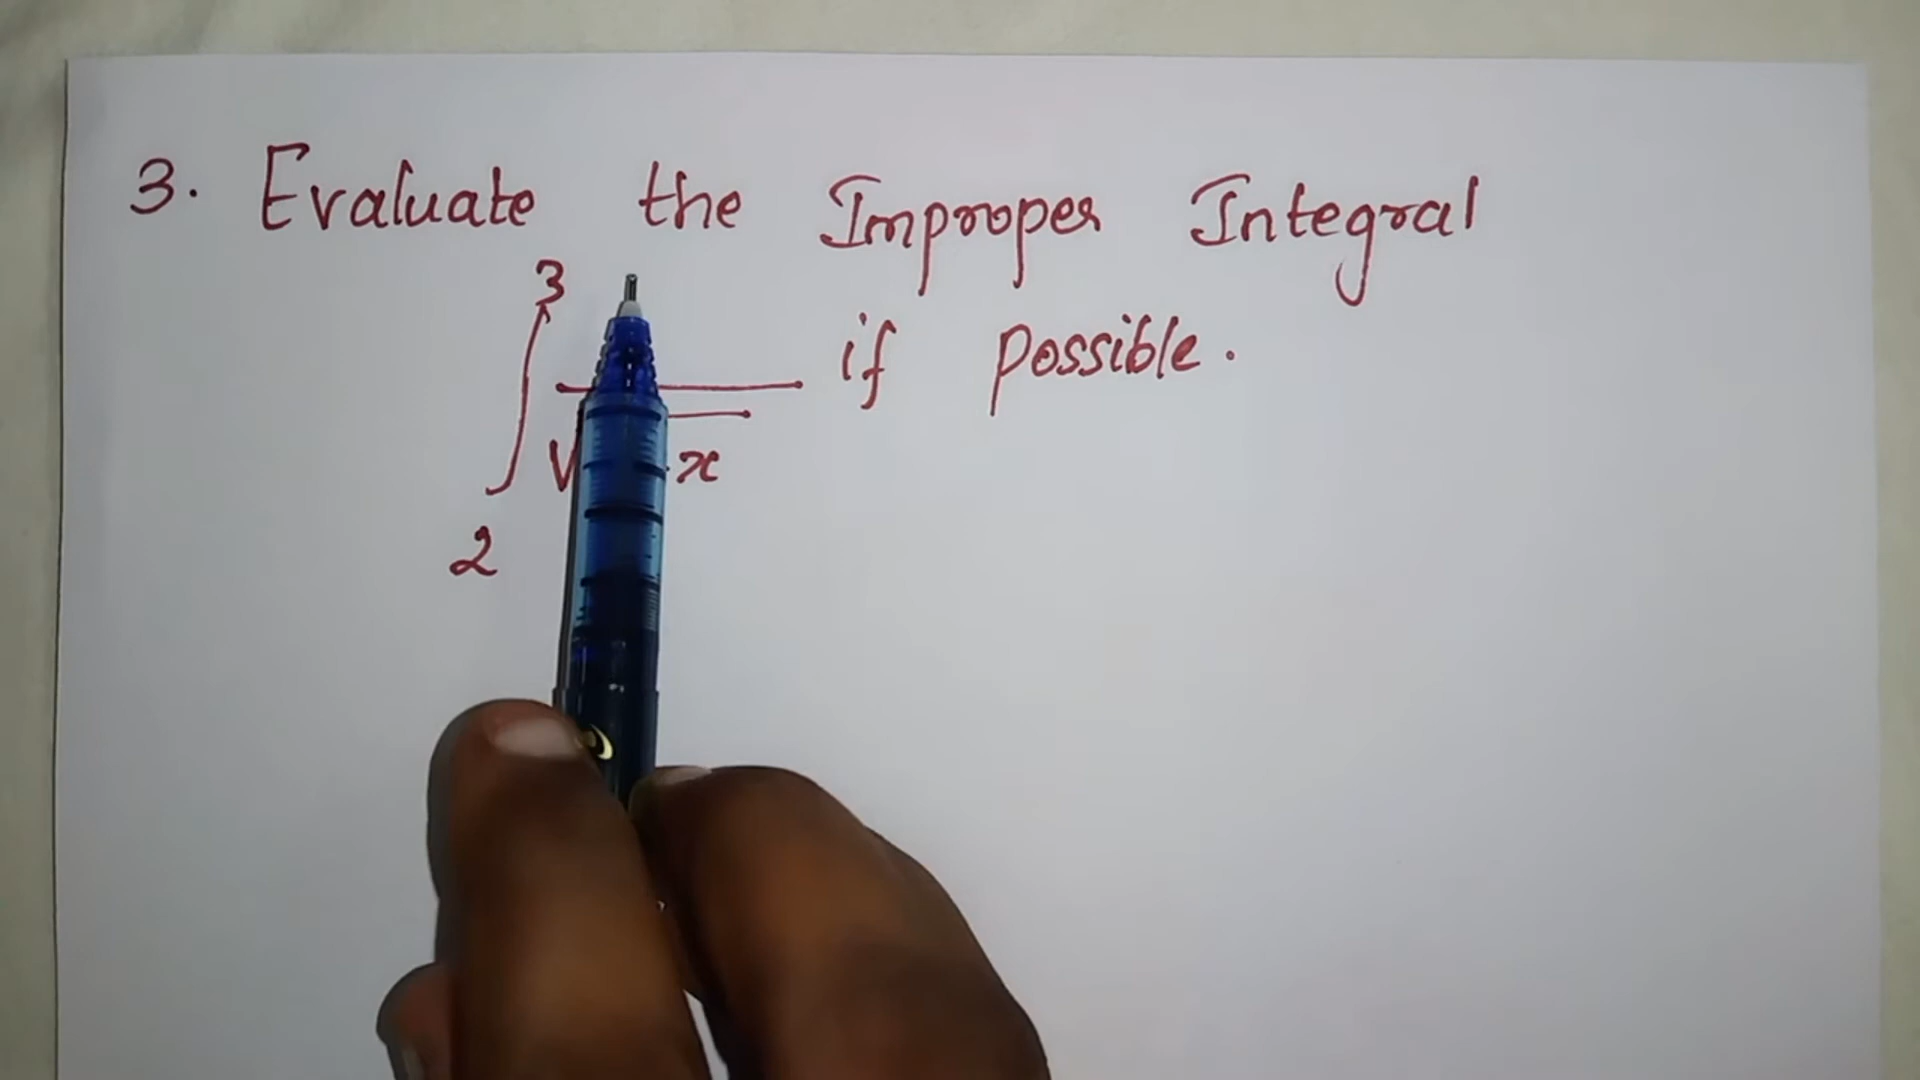 3. Evaluate the Improper Integral
3
∫ √ x if possible.
2